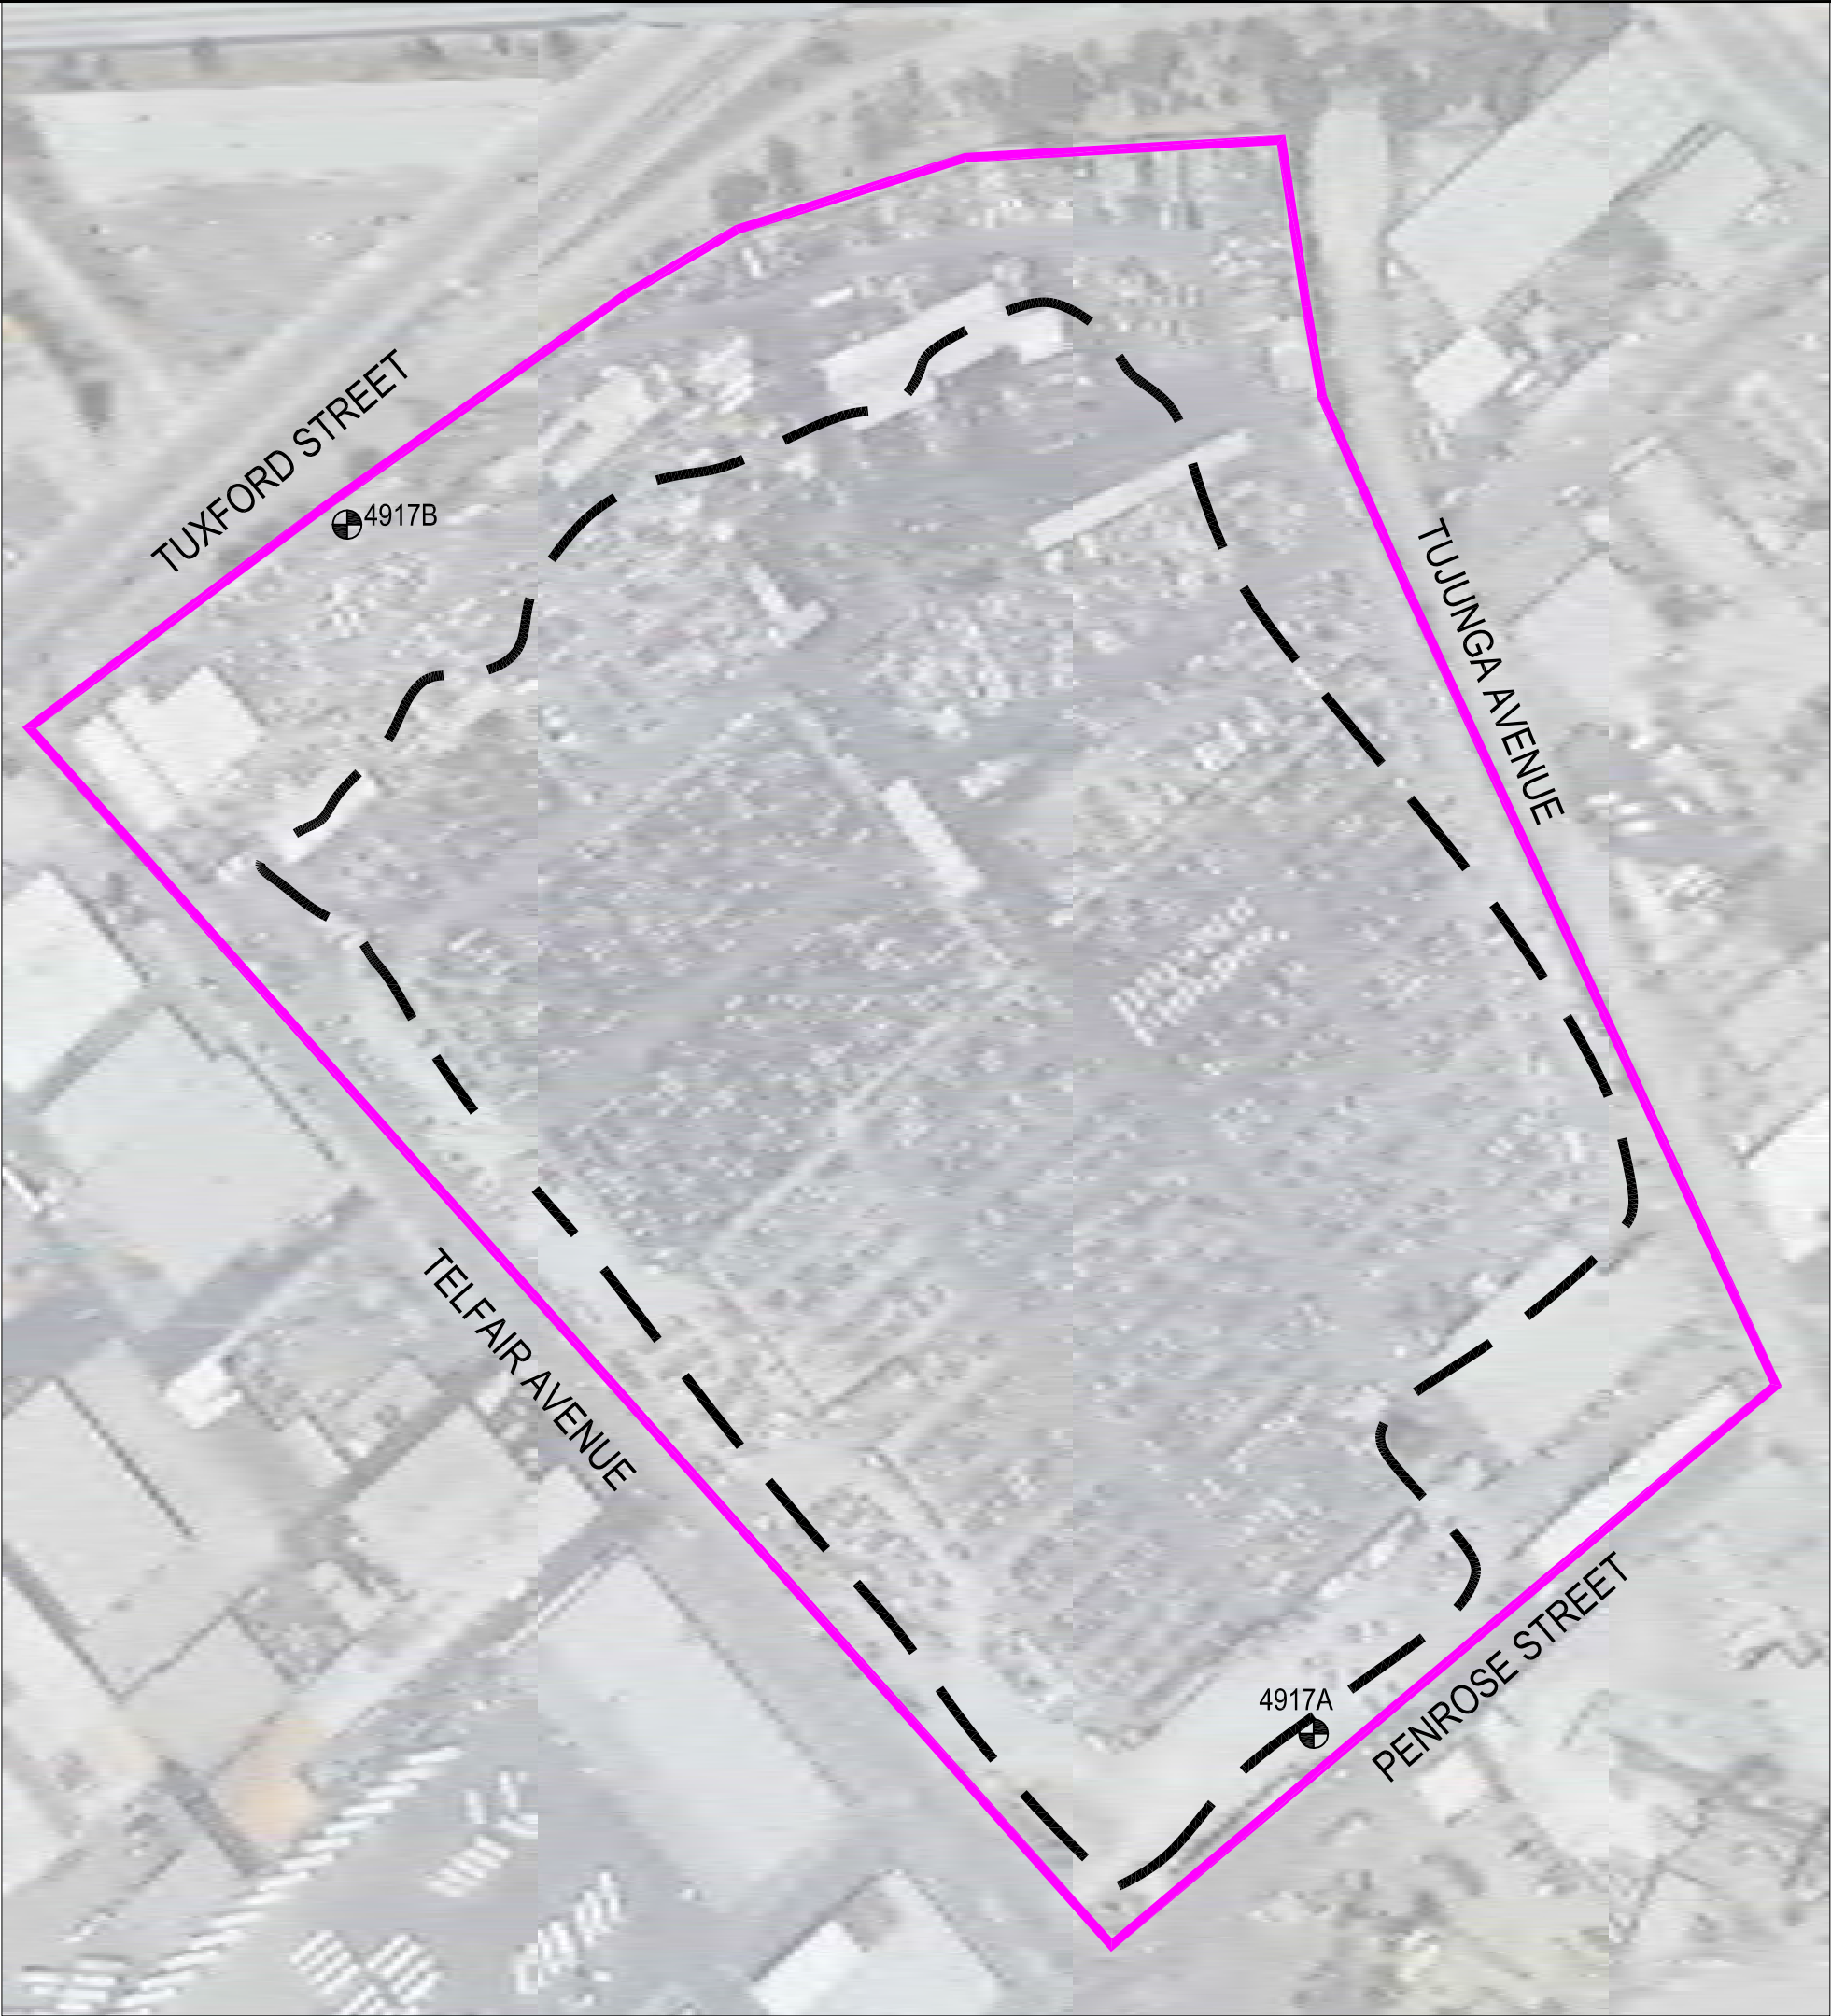 TUXFORD STREET
4917B
TUJUNGA AVENUE
TELFAIR AVENUE
4917A
PENROSE STREET